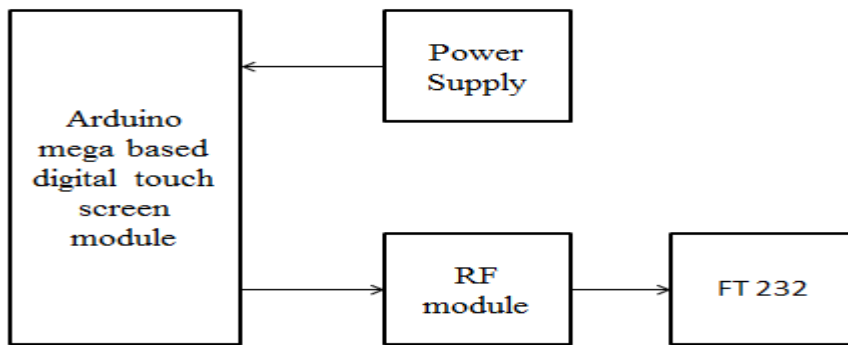 Arduino
mega based
digital touch
screen
module
Power
Supply
RF
module
FT 232